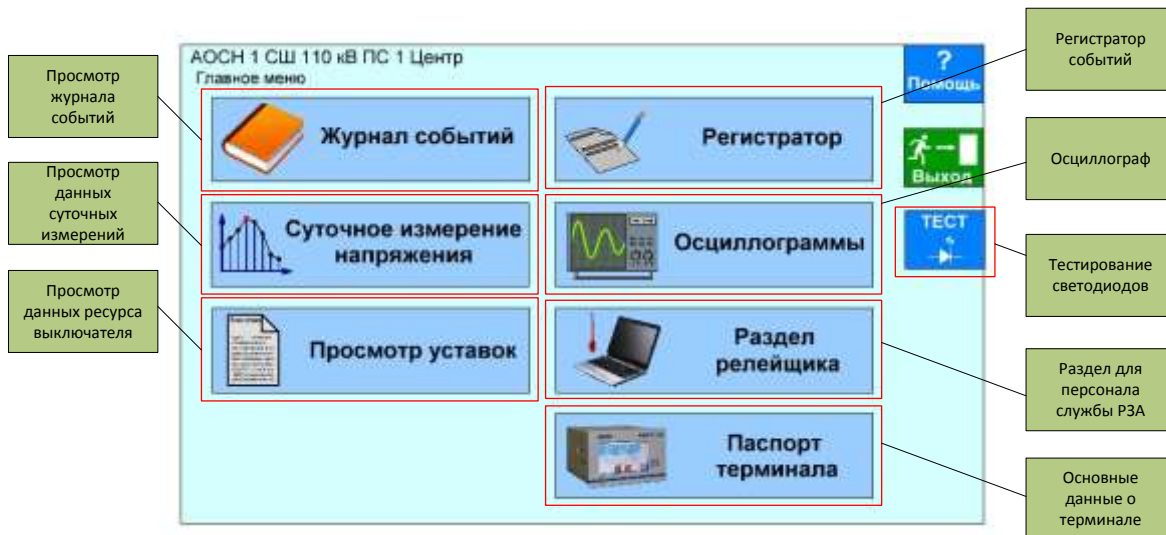 АОСН 1 СШ 110 кВ ПС 1 Центр
Главное меню
Просмотр
журнала
событий
Просмотр
данных
суточных
измерений
Просмотр
данных ресурса
выключателя
Журнал событий
Суточное измерение
напряжения
Просмотр уставок
Регистратор
Осциллограммы
Раздел
релейщика
Паспорт
терминала
?
Помощь
Выход
ТЕСТ
Регистратор
событий
Осциллограф
Тестирование
светодиодов
Раздел для
персонала
службы РЗА
Основные
данные о
терминале